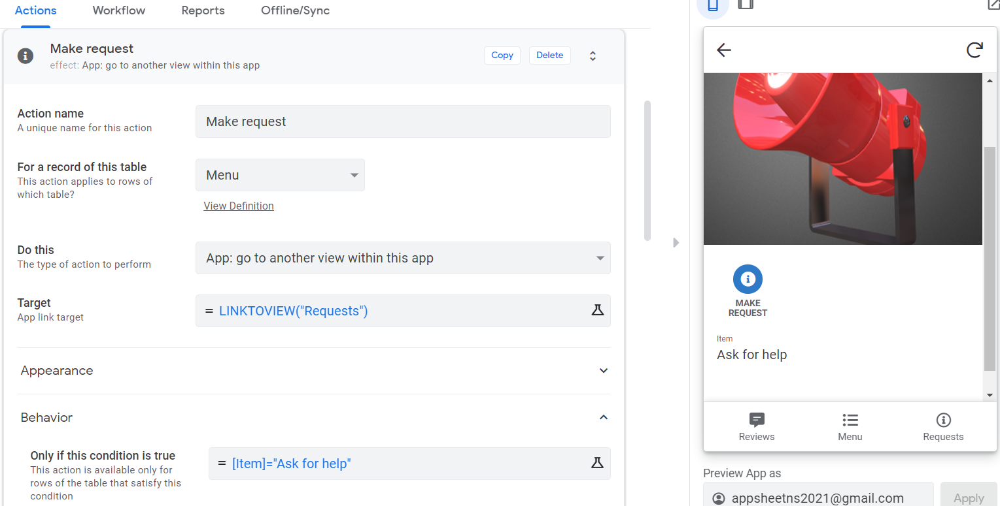 Actions Workflow Reports Offline/Sync
Make request
effect: App: go to another view within this app
Copy Delete
Action name
A unique name for this action
Make request
For a record of this table
This action applies to rows of
which table?
Menu
View Definition
Do this
The type of action to perform
App: go to another view within this app
Target
App link target
= LINKTOVIEW("Requests")
Appearance
Behavior
Only if this condition is true
This action is available only for
rows of the table that satisfy this
condition
= [Item]="Ask for help"
MAKE
REQUEST
Item
Ask for help
Reviews Menu Requests
Preview App as
appsheetns2021@gmail.com Apply